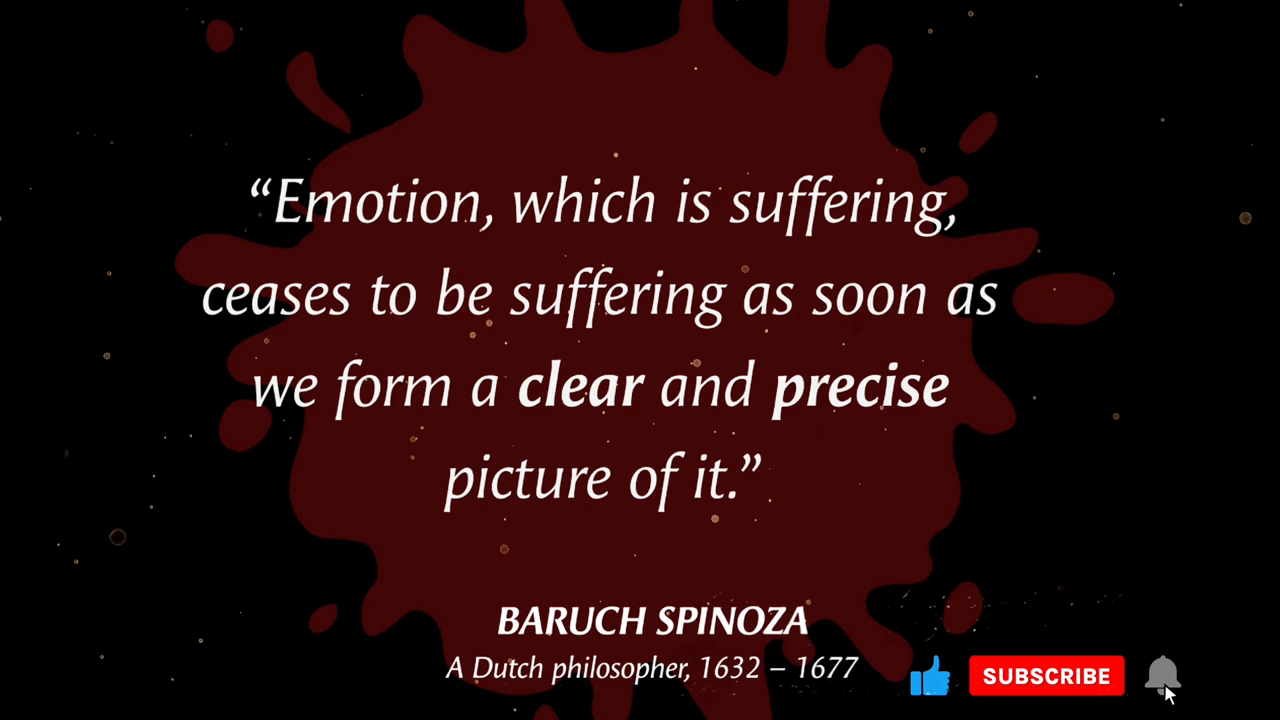 “Emotion, which is suffering,
ceases to be suffering as soon as
we form a clear and precise
picture of it.”
BARUCH SPINOZA
A Dutch philosopher, 1632 – 1677
SUBSCRIBE